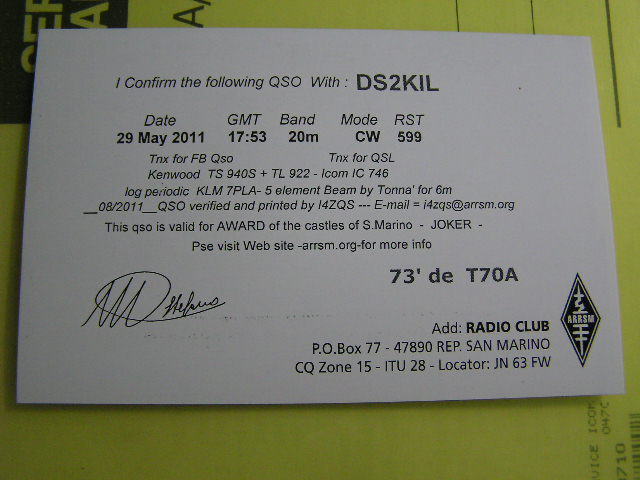 I Confirm the following QSO With : DS2KIL
Date GMT Band Mode RST
29 May 2011 17:53 20m CW 599
Tnx for FB Qso Tnx for QSL
Kenwood TS 940S + TL 922 - Icom IC 746
log periodic KLM 7PLA- 5 element Beam by Tonna' for 6m
__08/2011__QSO verified and printed by I4ZQS --- E-mail = i4zqs@arrsm.org
This qso is valid for AWARD of the castles of S.Marino - JOKER -
Pse visit Web site -arrsm.org-for more info
73' de T70A
ARRSM
Add: RADIO CLUB
P.O.Box 77 - 47890 REP. SAN MARINO
CQ Zone 15 - ITU 28 - Locator: JN 63 FW